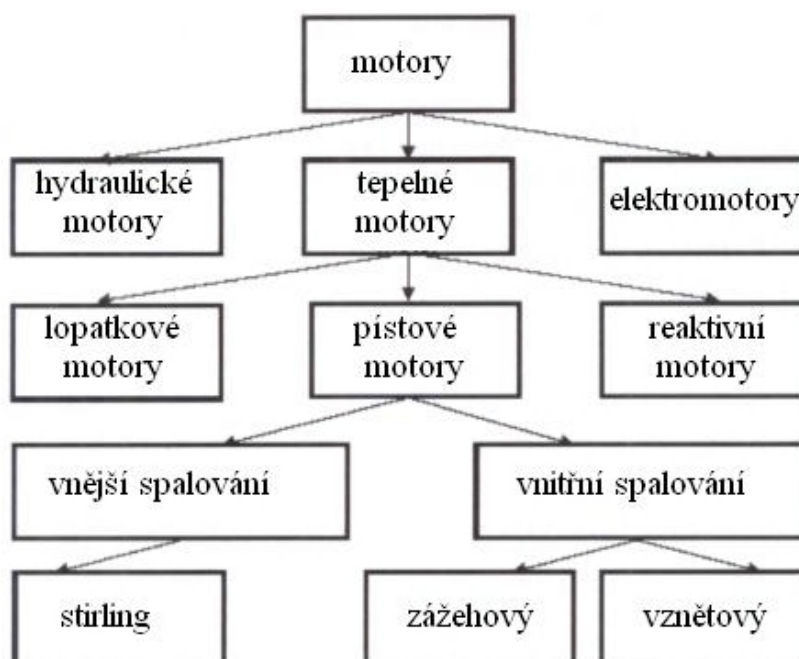 motory
hydraulické
motory
tepelné
motory
elektromotory
lopatkové
motory
pístové
motory
reaktivní
motory
vnější spalování
vnitřní spalování
stirling
zážehový
vznětový